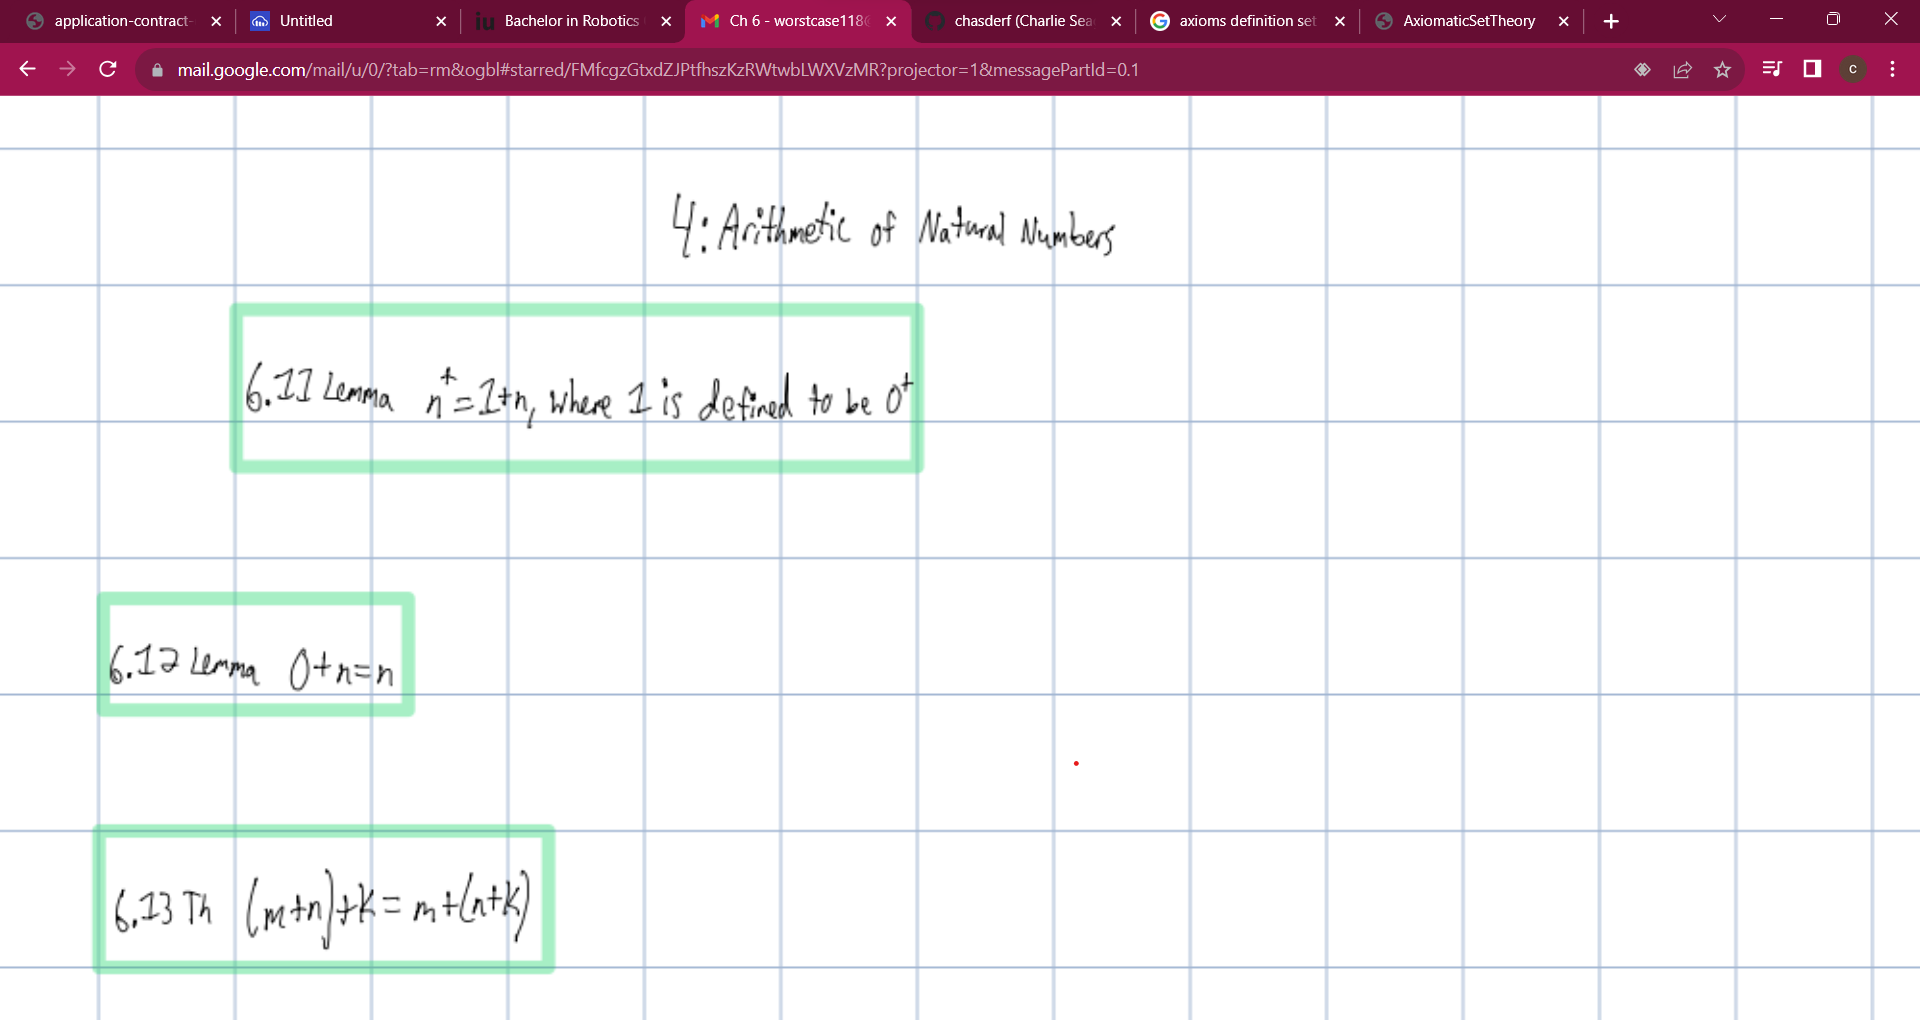 application-contract-
Untitled
Bachelor in Robotics
Ch 6 - worstcase118@
chasderf (Charlie Sea
axioms definition set
AxiomaticSetTheory
mail.google.com/mail/u/0/?tab=rm&ogbl#starred/FMfcgzGtxdZJPtfhszKzRWtwbLWXVzMR?projector=1&messagePartId=0.1
4: Arithmetic of Natural Numbers
6.11 Lemma n⁺=1+n, where 1 is defined to be 0⁺
6.12 Lemma 0+n=n
6.13 Th (m+n)+k=m+(n+k)